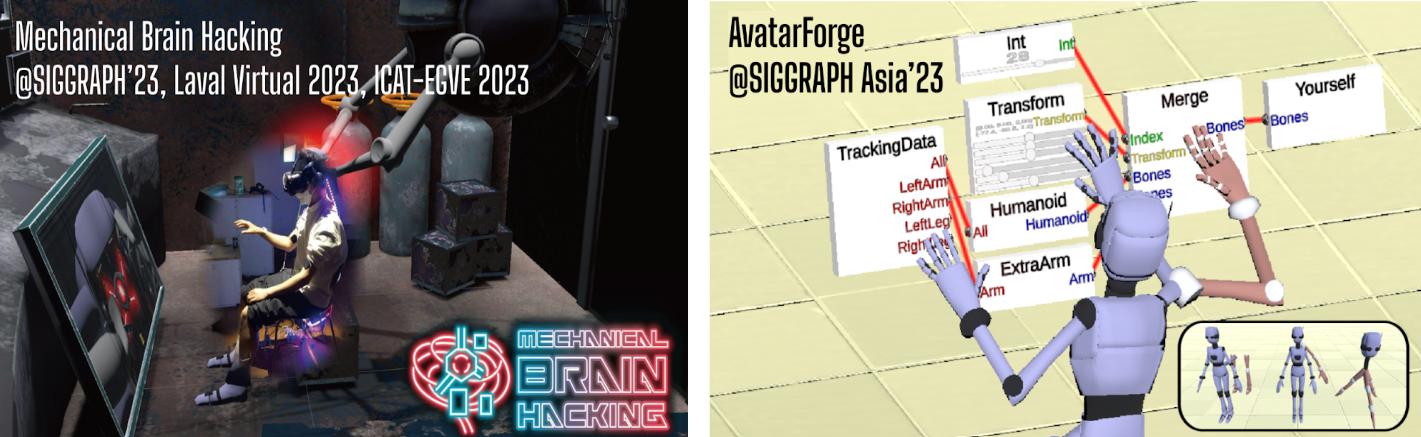 Mechanical Brain Hacking
@SIGGRAPH'23, Laval Virtual 2023, ICAT-EGVE 2023
MECHANICAL
BRAIN
HACKING
AvatarForge
@SIGGRAPH Asia'23
Int
Int
28
Transform
Transform
TrackingData
All
LeftArm
RightArm
LeftLeg
Humanoid
All
Humanoid
ExtraArm
Arm
Arm
Merge
Bones
Index
Transform
Bones
Yourself
Bones